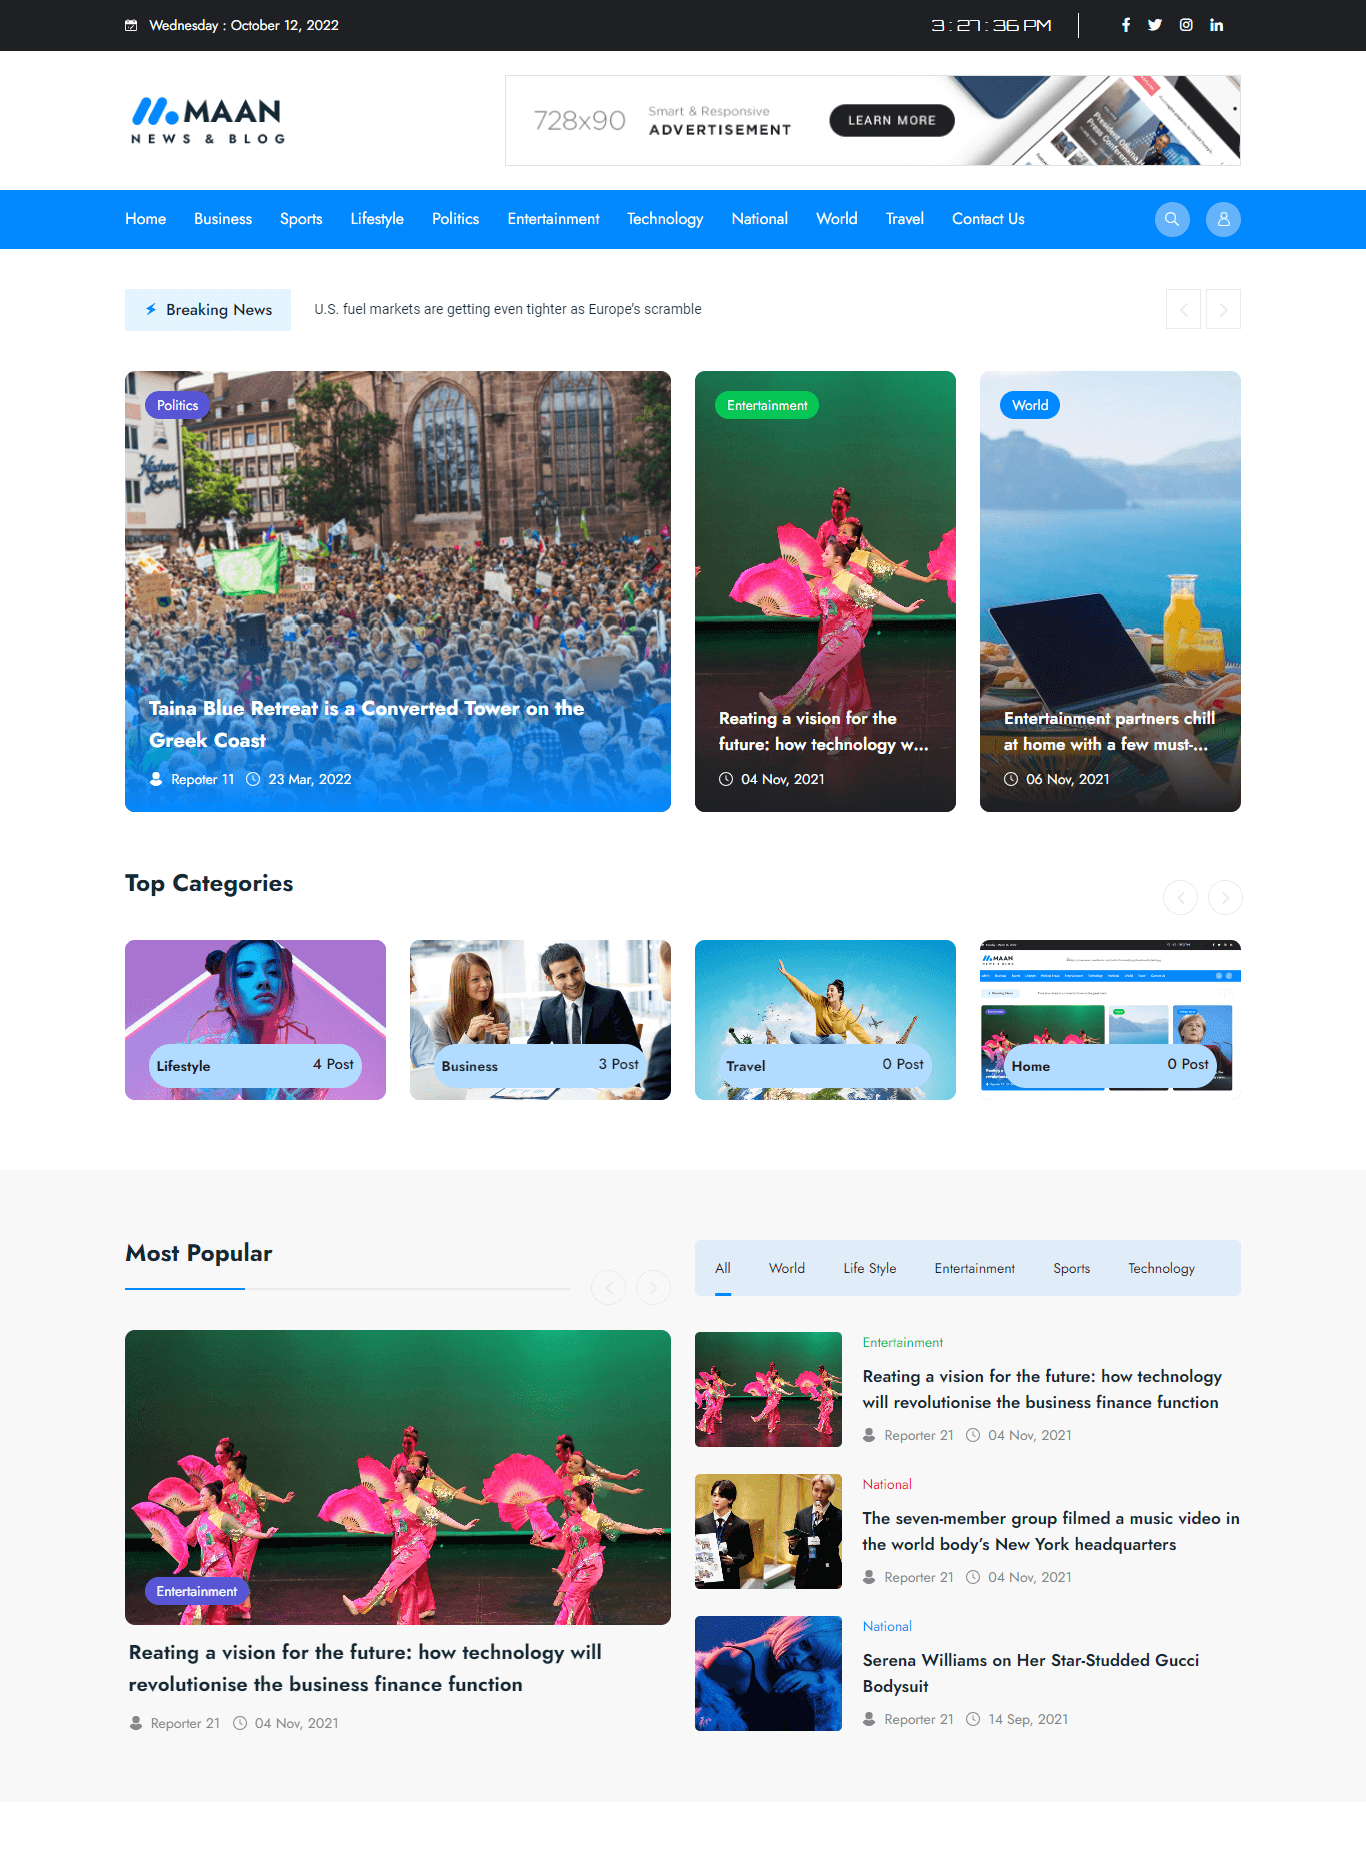 Wednesday : October 12, 2022
3 : 27 : 36 PM
MAAN
NEWS & BLOG
728x90
Smart & Responsive
ADVERTISEMENT
LEARN MORE
Home Business Sports Lifestyle Politics Entertainment Technology National World Travel Contact Us
Breaking News
U.S. fuel markets are getting even tighter as Europe’s scramble
Politics
Taina Blue Retreat is a Converted Tower on the
Greek Coast
Repoter 11 23 Mar, 2022
Entertainment
Reating a vision for the
future: how technology w...
04 Nov, 2021
World
Entertainment partners chill
at home with a few must-...
06 Nov, 2021
Top Categories
Lifestyle 4 Post
Business 3 Post
Travel 0 Post
MAAN
Home 0 Post
Most Popular
Entertainment
Reating a vision for the future: how technology will
revolutionise the business finance function
Reporter 21 04 Nov, 2021
All World Life Style Entertainment Sports Technology
Entertainment
Reating a vision for the future: how technology
will revolutionise the business finance function
Reporter 21 04 Nov, 2021
National
The seven-member group filmed a music video in
the world body’s New York headquarters
Reporter 21 04 Nov, 2021
National
Serena Williams on Her Star-Studded Gucci
Bodysuit
Reporter 21 14 Sep, 2021